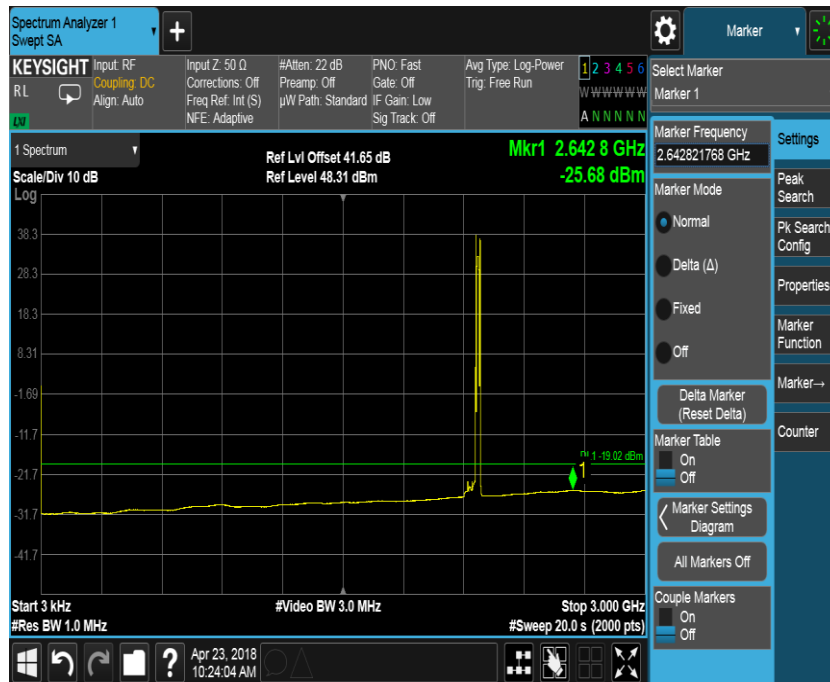 Spectrum Analyzer 1
Swept SA
+
Marker
KEYSIGHT
RL
LXI
Input: RF
Coupling: DC
Align: Auto
Input Z: 50 Ω
Corrections: Off
Freq Ref: Int (S)
NFE: Adaptive
#Atten: 22 dB
Preamp: Off
µW Path: Standard
PNO: Fast
Gate: Off
IF Gain: Low
Sig Track: Off
Avg Type: Log-Power
Trig: Free Run
1 2 3 4 5 6
W W W W W W
A N N N N N
Select Marker
Marker 1
1 Spectrum
Scale/Div 10 dB
Log
Ref Lvl Offset 41.65 dB
Ref Level 48.31 dBm
Mkr1 2.642 8 GHz
-25.68 dBm
38.3
28.3
18.3
8.31
-1.69
-11.7
-21.7
-31.7
-41.7
-19.02 dBm
1
Start 3 kHz
#Res BW 1.0 MHz
#Video BW 3.0 MHz
Stop 3.000 GHz
#Sweep 20.0 s (2000 pts)
Marker Frequency
2.642821768 GHz
Marker Mode
Normal
Delta (Δ)
Fixed
Off
Delta Marker
(Reset Delta)
Marker Table
On
Off
Marker Settings
Diagram
All Markers Off
Couple Markers
On
Off
Settings
Peak
Search
Pk Search
Config
Properties
Marker
Function
Marker→
Counter
?
Apr 23, 2018
10:24:04 AM